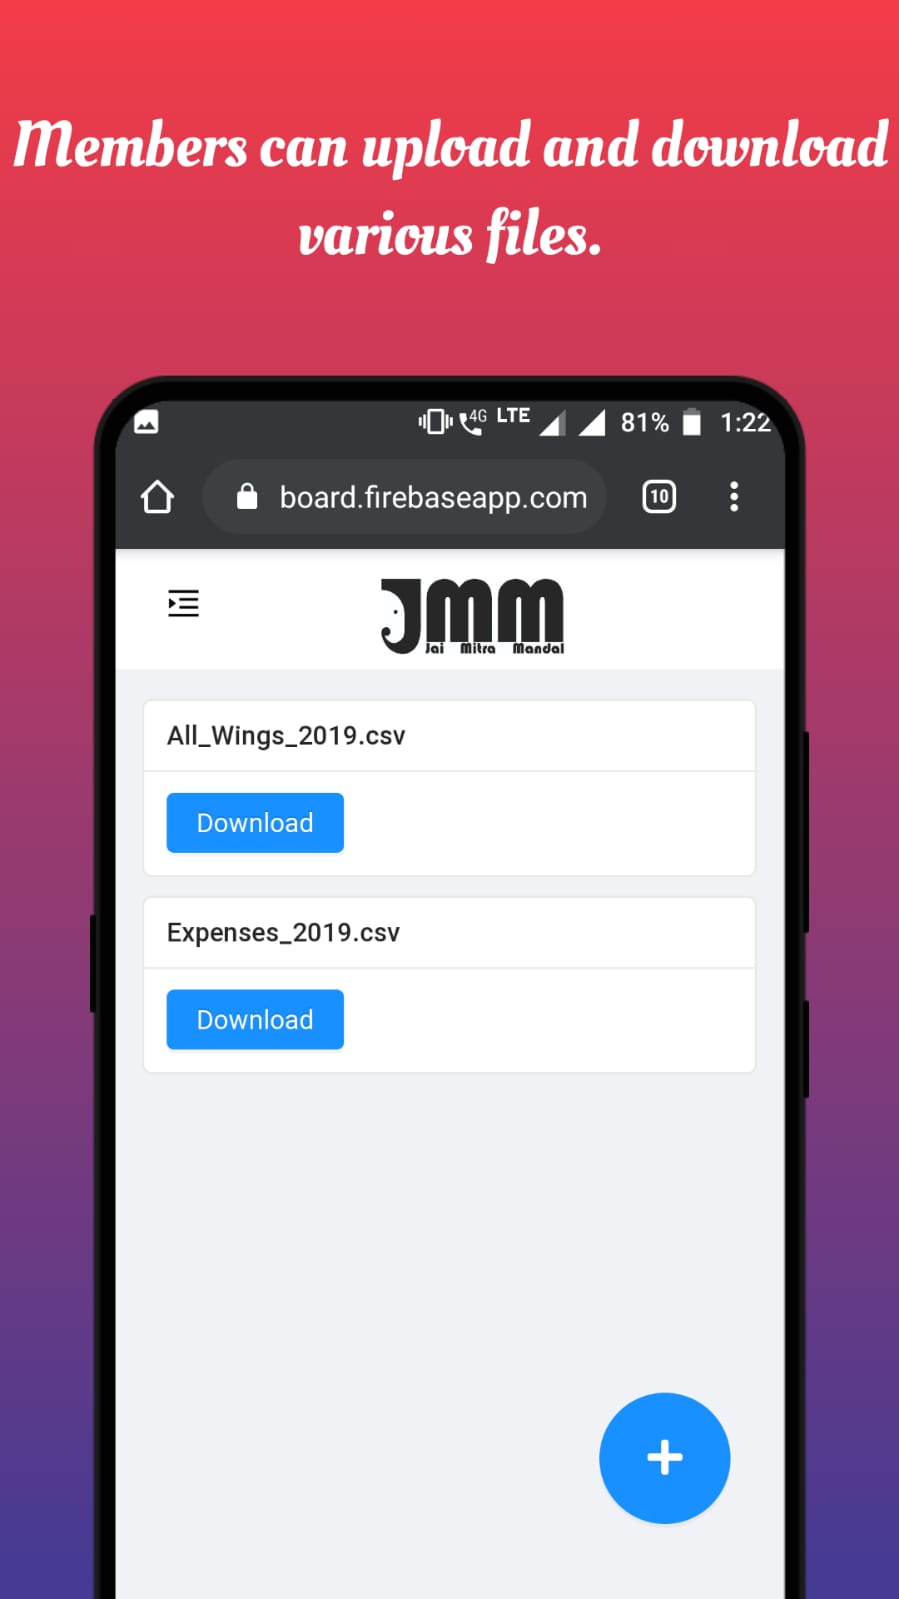 Members can upload and download
various files.
4G LTE 81% 1:22
board.firebaseapp.com 10
JMM
Jai Mitra Mandal
All_Wings_2019.csv
Download
Expenses_2019.csv
Download